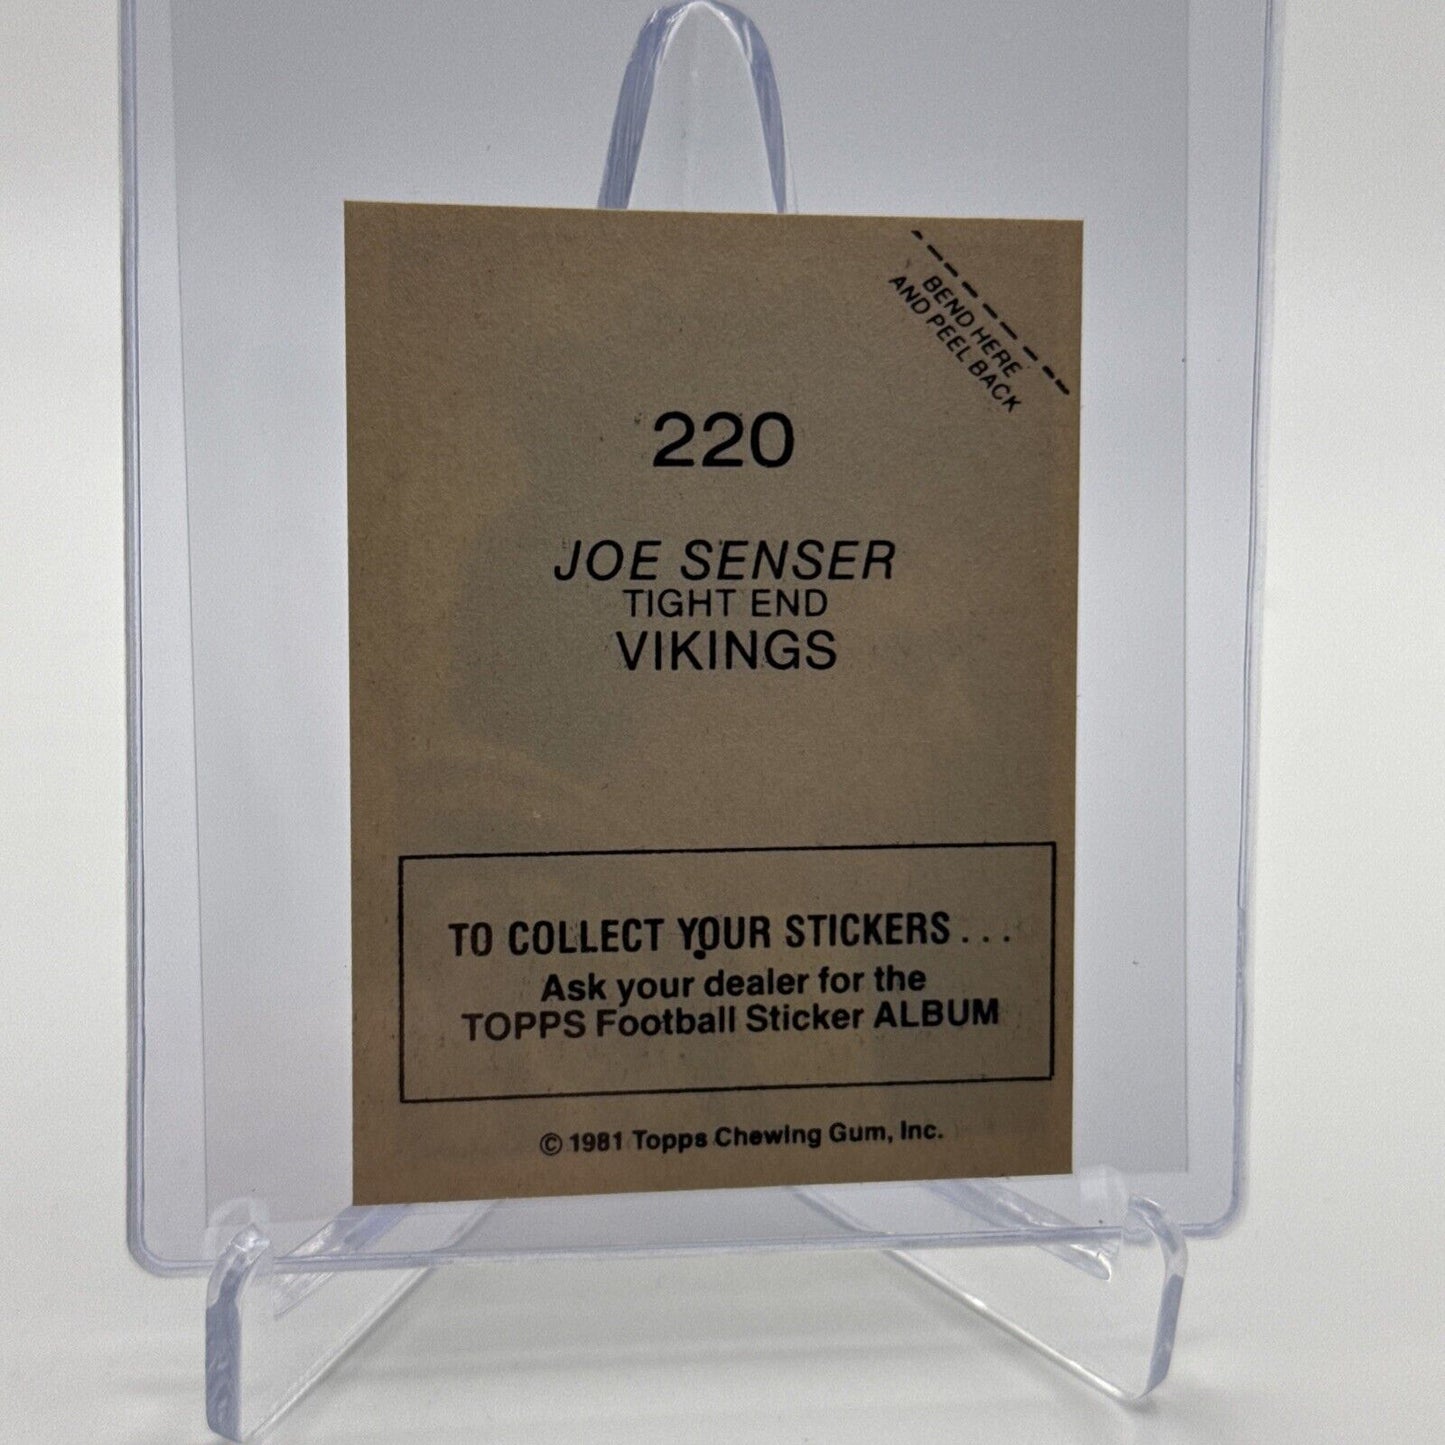 BEND HERE
AND PEEL BACK
220
JOE SENSER
TIGHT END
VIKINGS
TO COLLECT YOUR STICKERS...
Ask your dealer for the
TOPPS Football Sticker ALBUM
© 1981 Topps Chewing Gum, Inc.